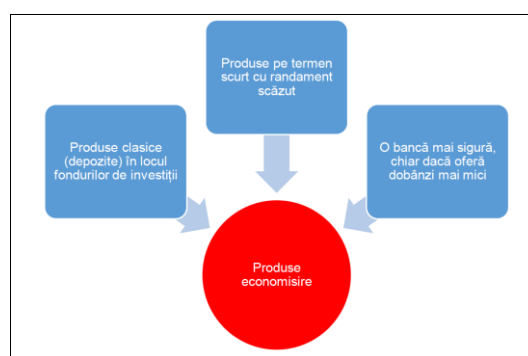 Produse pe termen
scurt cu randament
scăzut
Produse clasice
(depozite) în locul
fondurilor de investiții
O bancă mai sigură,
chiar dacă oferă
dobânzi mai mici
Produse
economisire